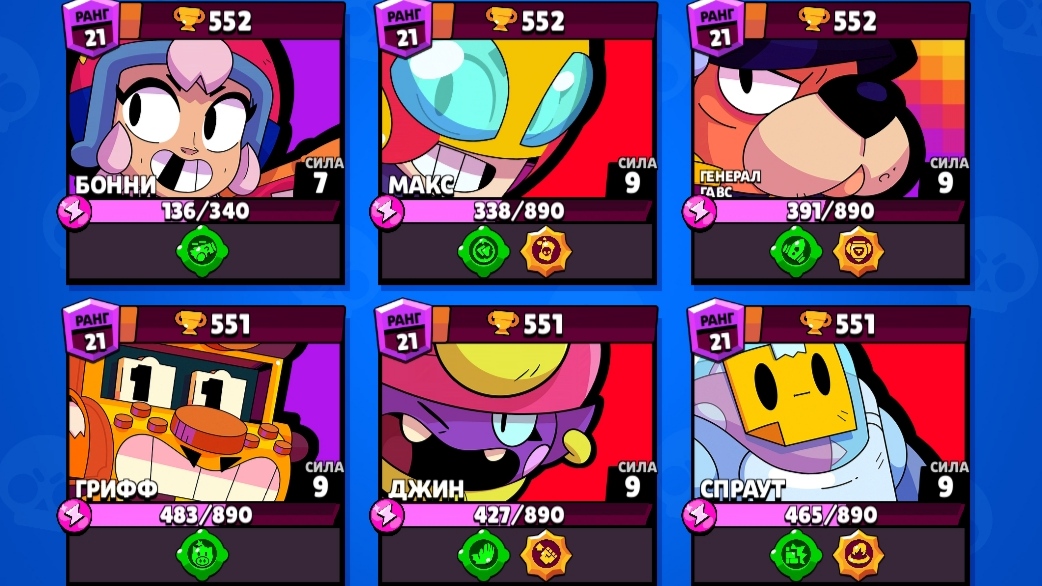 РАНГ 21 552
РАНГ 21 552
РАНГ 21 552
БОННИ СИЛА 7
МАКС СИЛА 9
ГЕНЕРАЛ ГАВС СИЛА 9
136/340
338/890
391/890
РАНГ 21 551
РАНГ 21 551
РАНГ 21 551
1 1
ГРИФФ СИЛА 9
ДЖИН СИЛА 9
СПРАУТ СИЛА 9
483/890
427/890
465/890